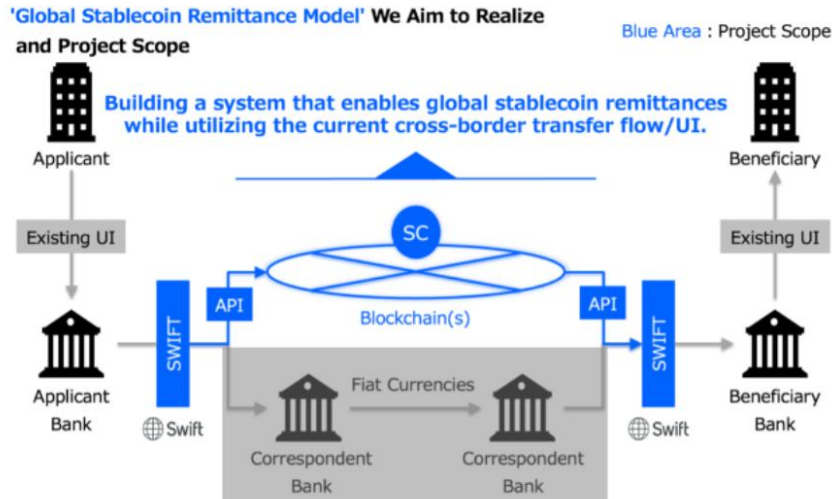 'Global Stablecoin Remittance Model' We Aim to Realize
and Project Scope
Blue Area : Project Scope
Building a system that enables global stablecoin remittances
while utilizing the current cross-border transfer flow/UI.
Applicant
Beneficiary
Existing UI
SC
Existing UI
API
API
SWIFT
Blockchain(s)
SWIFT
Applicant
Bank
Swift
Fiat Currencies
Correspondent
Bank
Correspondent
Bank
Swift
Beneficiary
Bank